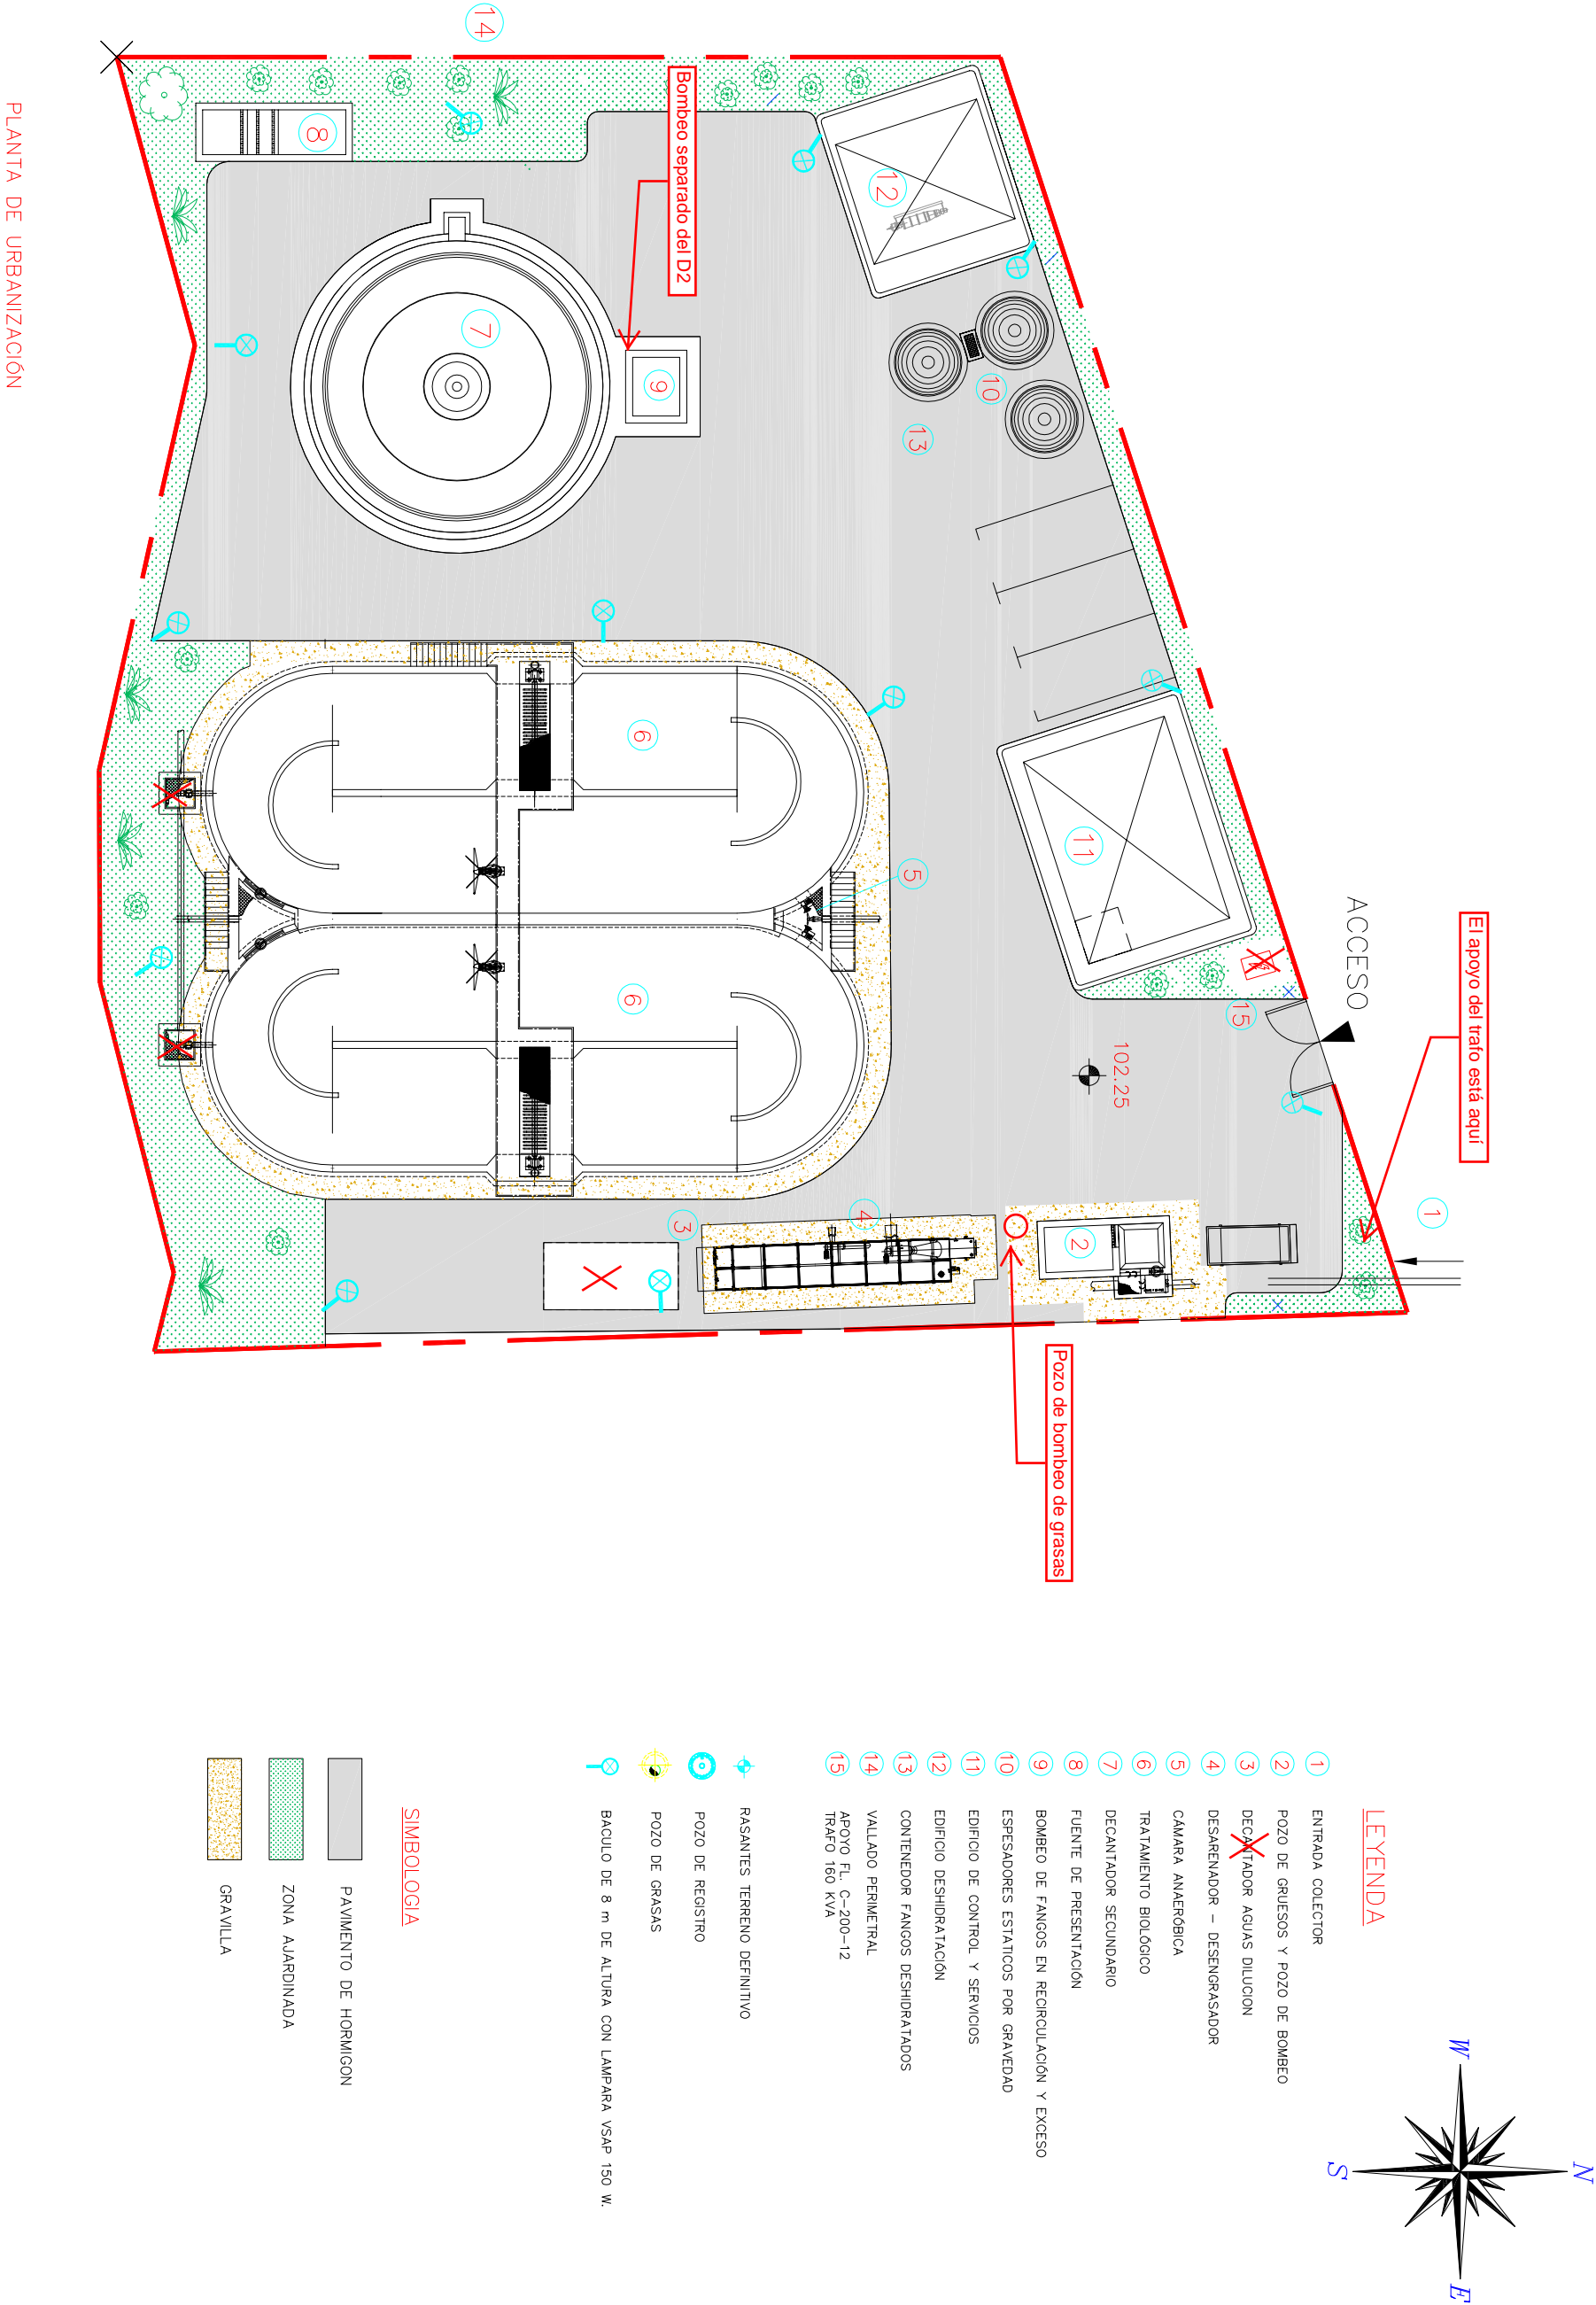 PLANTA DE URBANIZACIÓN
14
8
Bombeo separado del D2
7
9
12
10
13
6
6
5
11
ACCESO
El apoyo del trafo está aquí
15
102.25
1
2
3
4
Pozo de bombeo de grasas
LEYENDA
1 ENTRADA COLECTOR
2 POZO DE GRUESOS Y POZO DE BOMBEO
3 DECANTADOR AGUAS DILUCION
4 DESARENADOR – DESENGRASADOR
5 CÁMARA ANAERÓBICA
6 TRATAMIENTO BIOLÓGICO
7 DECANTADOR SECUNDARIO
8 FUENTE DE PRESENTACIÓN
9 BOMBEO DE FANGOS EN RECIRCULACIÓN Y EXCESO
10 ESPESADORES ESTATICOS POR GRAVEDAD
11 EDIFICIO DE CONTROL Y SERVICIOS
12 EDIFICIO DESHIDRATACIÓN
13 CONTENEDOR FANGOS DESHIDRATADOS
14 VALLADO PERIMETRAL
15 APOYO FL. C–200–12
TRAFO 160 KVA
RASANTES TERRENO DEFINITIVO
POZO DE REGISTRO
POZO DE GRASAS
BACULO DE 8 m DE ALTURA CON LAMPARA VSAP 150 W.
SIMBOLOGIA
PAVIMENTO DE HORMIGON
ZONA AJARDINADA
GRAVILLA
N
W
E
S